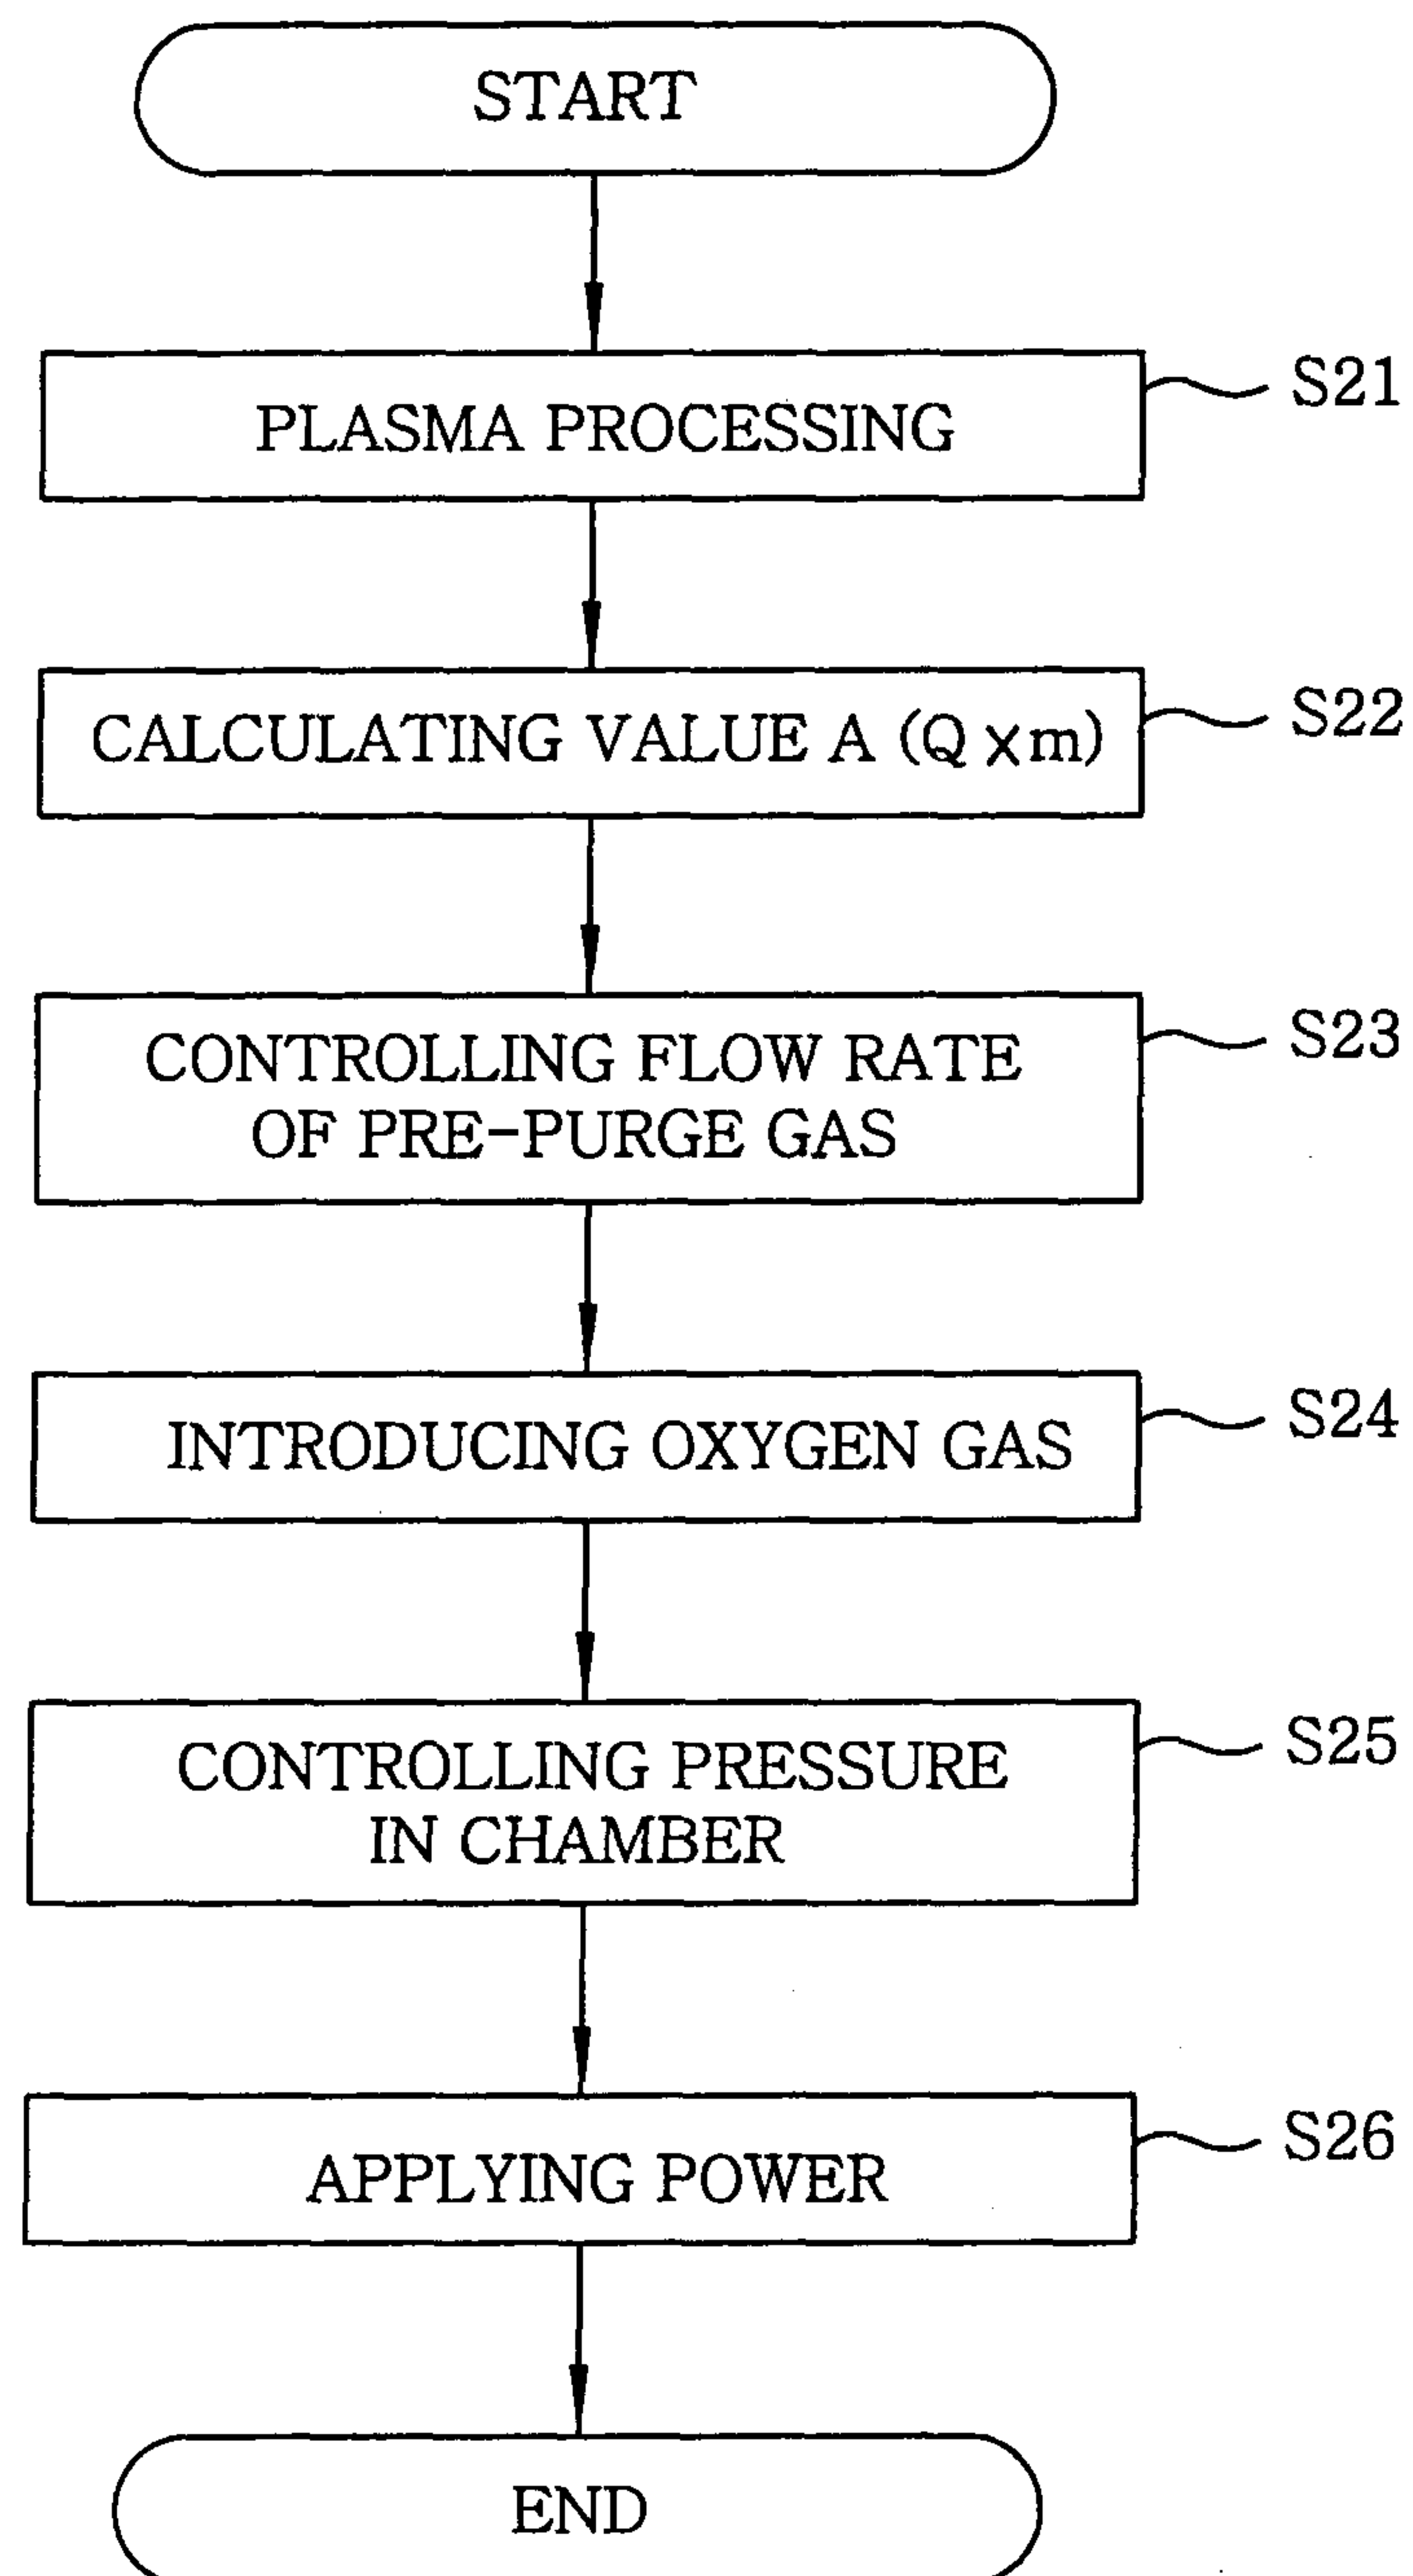 START
PLASMA PROCESSING
S21
CALCULATING VALUE A (Q×m)
S22
CONTROLLING FLOW RATE
OF PRE-PURGE GAS
S23
INTRODUCING OXYGEN GAS
S24
CONTROLLING PRESSURE
IN CHAMBER
S25
APPLYING POWER
S26
END